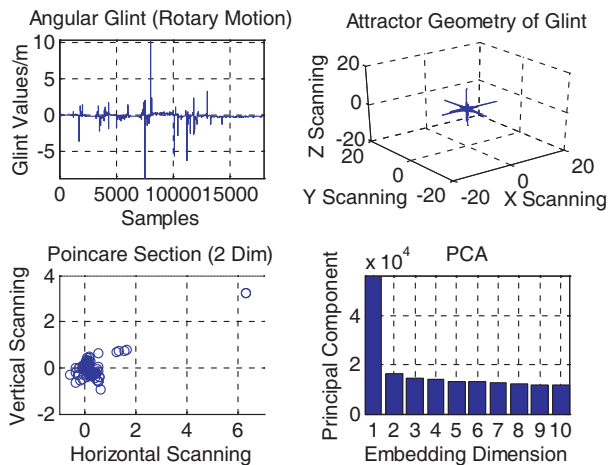 Angular Glint (Rotary Motion)
Glint Values/m
10
5
0
-5
0 5000 10000 15000
Samples
Attractor Geometry of Glint
Z Scanning
20
0
-20
20
0
-20
Y Scanning
-20
0
20
X Scanning
Poincare Section (2 Dim)
Vertical Scanning
4
2
0
-2
0 2 4 6
Horizontal Scanning
PCA
x 10^4
Principal Component
4
2
0
1 2 3 4 5 6 7 8 9 10
Embedding Dimension